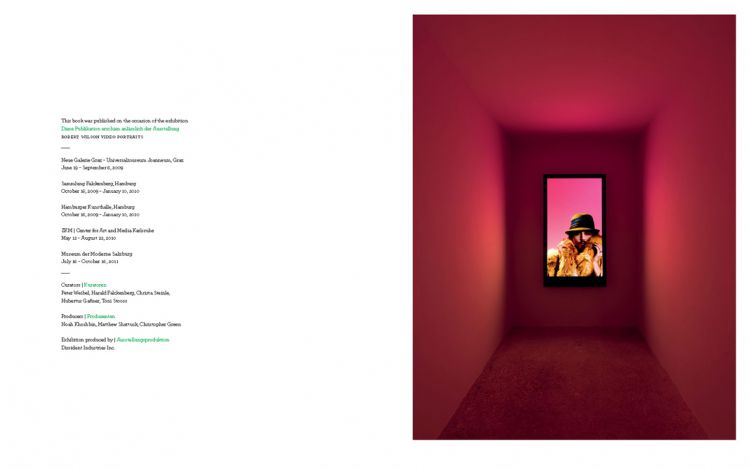 This book was published on the occasion of the exhibition
Diese Publikation erschien anlässlich der Ausstellung
ROBERT WILSON VIDEO PORTRAITS
Neue Galerie Graz – Universalmuseum Joanneum, Graz
June 19 – September 6, 2009
Sammlung Falckenberg, Hamburg
October 16, 2009 – January 10, 2010
Hamburger Kunsthalle, Hamburg
October 16, 2009 – January 10, 2010
ZKM | Center for Art and Media Karlsruhe
May 12 – August 22, 2010
Museum der Moderne Salzburg
July 16 – October 16, 2011
Curators | Kuratoren
Peter Weibel, Harald Falckenberg, Christa Steinle,
Hubertus Gaßner, Toni Stooss
Producers | Produzenten
Noah Khoshbin, Matthew Shattuck, Christopher Green
Exhibition produced by | Ausstellungsproduktion
Dissident Industries Inc.